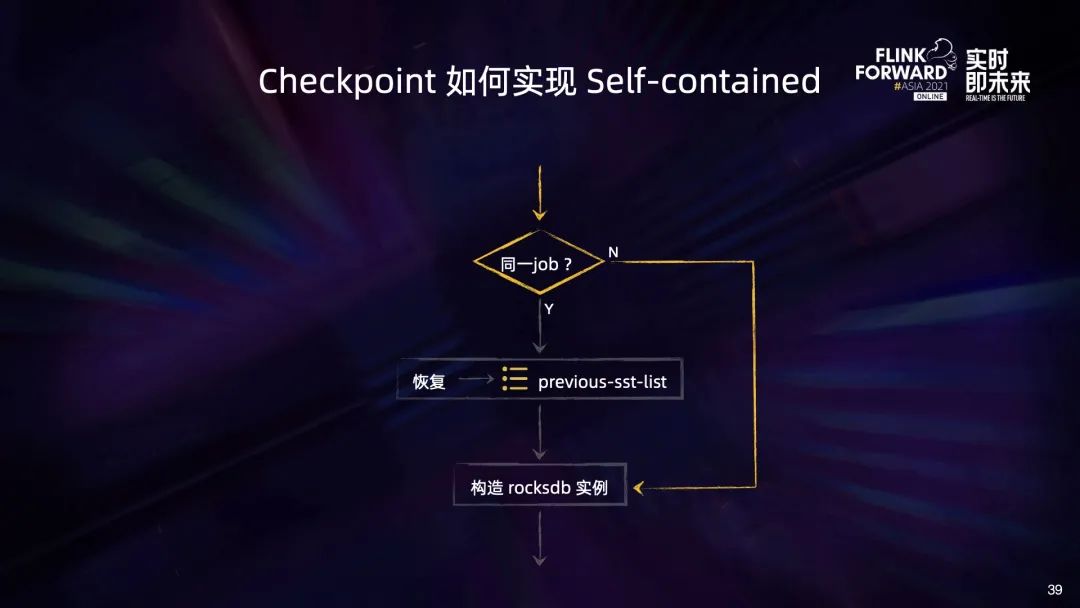 Checkpoint 如何实现 Self-contained
FLINK
FORWARD
#ASIA 2021
ONLINE
实时
即未来
REAL-TIME IS THE FUTURE
同一job ?
N
Y
恢复
previous-sst-list
构造 rocksdb 实例
39